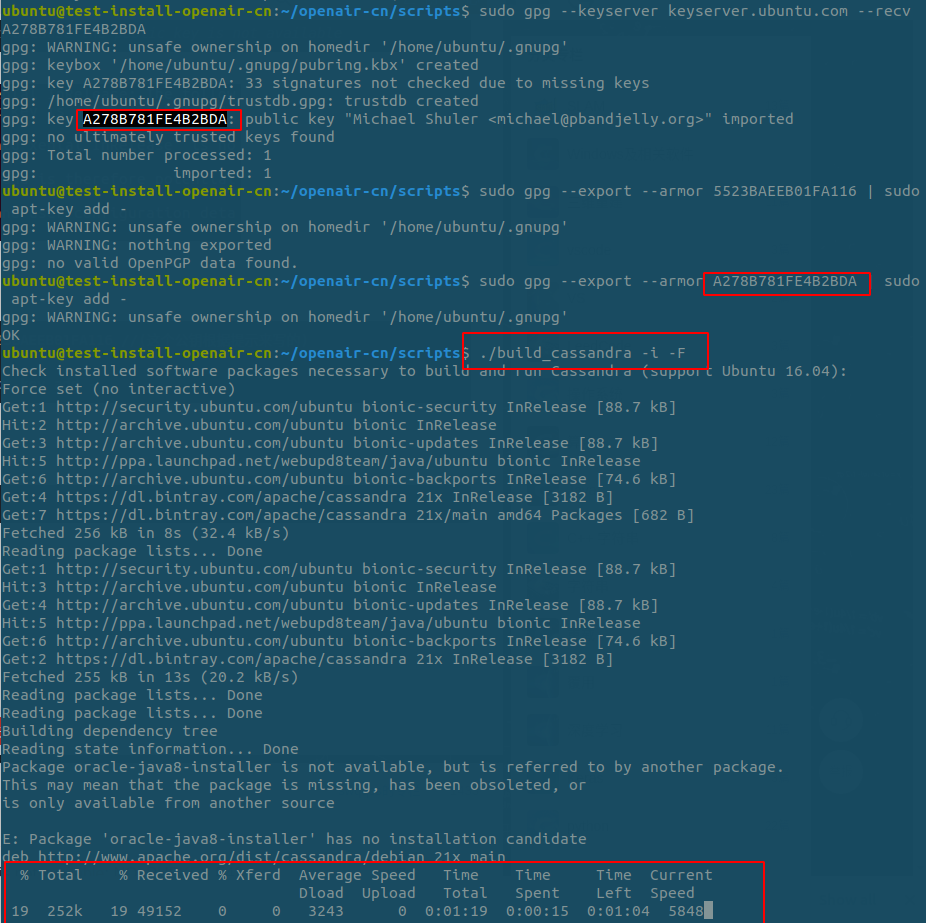 ubuntu@test-install-openair-cn:~/openair-cn/scripts$ sudo gpg --keyserver keyserver.ubuntu.com --recv
A278B781FE4B2BDA
gpg: WARNING: unsafe ownership on homedir '/home/ubuntu/.gnupg'
gpg: keybox '/home/ubuntu/.gnupg/pubring.kbx' created
gpg: key A278B781FE4B2BDA: 33 signatures not checked due to missing keys
gpg: /home/ubuntu/.gnupg/trustdb.gpg: trustdb created
gpg: key A278B781FE4B2BDA: public key "Michael Shuler <michael@pbandjelly.org>" imported
gpg: no ultimately trusted keys found
gpg: Total number processed: 1
gpg:               imported: 1
ubuntu@test-install-openair-cn:~/openair-cn/scripts$ sudo gpg --export --armor 5523BAEEB01FA116 | sudo
 apt-key add -
gpg: WARNING: unsafe ownership on homedir '/home/ubuntu/.gnupg'
gpg: WARNING: nothing exported
gpg: no valid OpenPGP data found.
ubuntu@test-install-openair-cn:~/openair-cn/scripts$ sudo gpg --export --armor A278B781FE4B2BDA  sudo
 apt-key add -
gpg: WARNING: unsafe ownership on homedir '/home/ubuntu/.gnupg'
OK
ubuntu@test-install-openair-cn:~/openair-cn/scripts$ ./build_cassandra -i -F
Check installed software packages necessary to build and run Cassandra (support Ubuntu 16.04):
Force set (no interactive)
Get:1 http://security.ubuntu.com/ubuntu bionic-security InRelease [88.7 kB]
Hit:2 http://archive.ubuntu.com/ubuntu bionic InRelease
Get:3 http://archive.ubuntu.com/ubuntu bionic-updates InRelease [88.7 kB]
Hit:5 http://ppa.launchpad.net/webupd8team/java/ubuntu bionic InRelease
Get:6 http://archive.ubuntu.com/ubuntu bionic-backports InRelease [74.6 kB]
Get:4 https://dl.bintray.com/apache/cassandra 21x InRelease [3182 B]
Get:7 https://dl.bintray.com/apache/cassandra 21x/main amd64 Packages [682 B]
Fetched 256 kB in 8s (32.4 kB/s)
Reading package lists... Done
Get:1 http://security.ubuntu.com/ubuntu bionic-security InRelease [88.7 kB]
Hit:3 http://archive.ubuntu.com/ubuntu bionic InRelease
Get:4 http://archive.ubuntu.com/ubuntu bionic-updates InRelease [88.7 kB]
Hit:5 http://ppa.launchpad.net/webupd8team/java/ubuntu bionic InRelease
Get:6 http://archive.ubuntu.com/ubuntu bionic-backports InRelease [74.6 kB]
Get:2 https://dl.bintray.com/apache/cassandra 21x InRelease [3182 B]
Fetched 255 kB in 13s (20.2 kB/s)
Reading package lists... Done
Reading package lists... Done
Building dependency tree
Reading state information... Done
Package oracle-java8-installer is not available, but is referred to by another package.
This may mean that the package is missing, has been obsoleted, or
is only available from another source
E: Package 'oracle-java8-installer' has no installation candidate
deb http://www.apache.org/dist/cassandra/debian 21x main
  % Total    % Received % Xferd  Average Speed   Time    Time     Time  Current
                                 Dload  Upload   Total   Spent    Left  Speed
 19  252k   19 49152    0     0   3243      0  0:01:19  0:00:15  0:01:04  5848